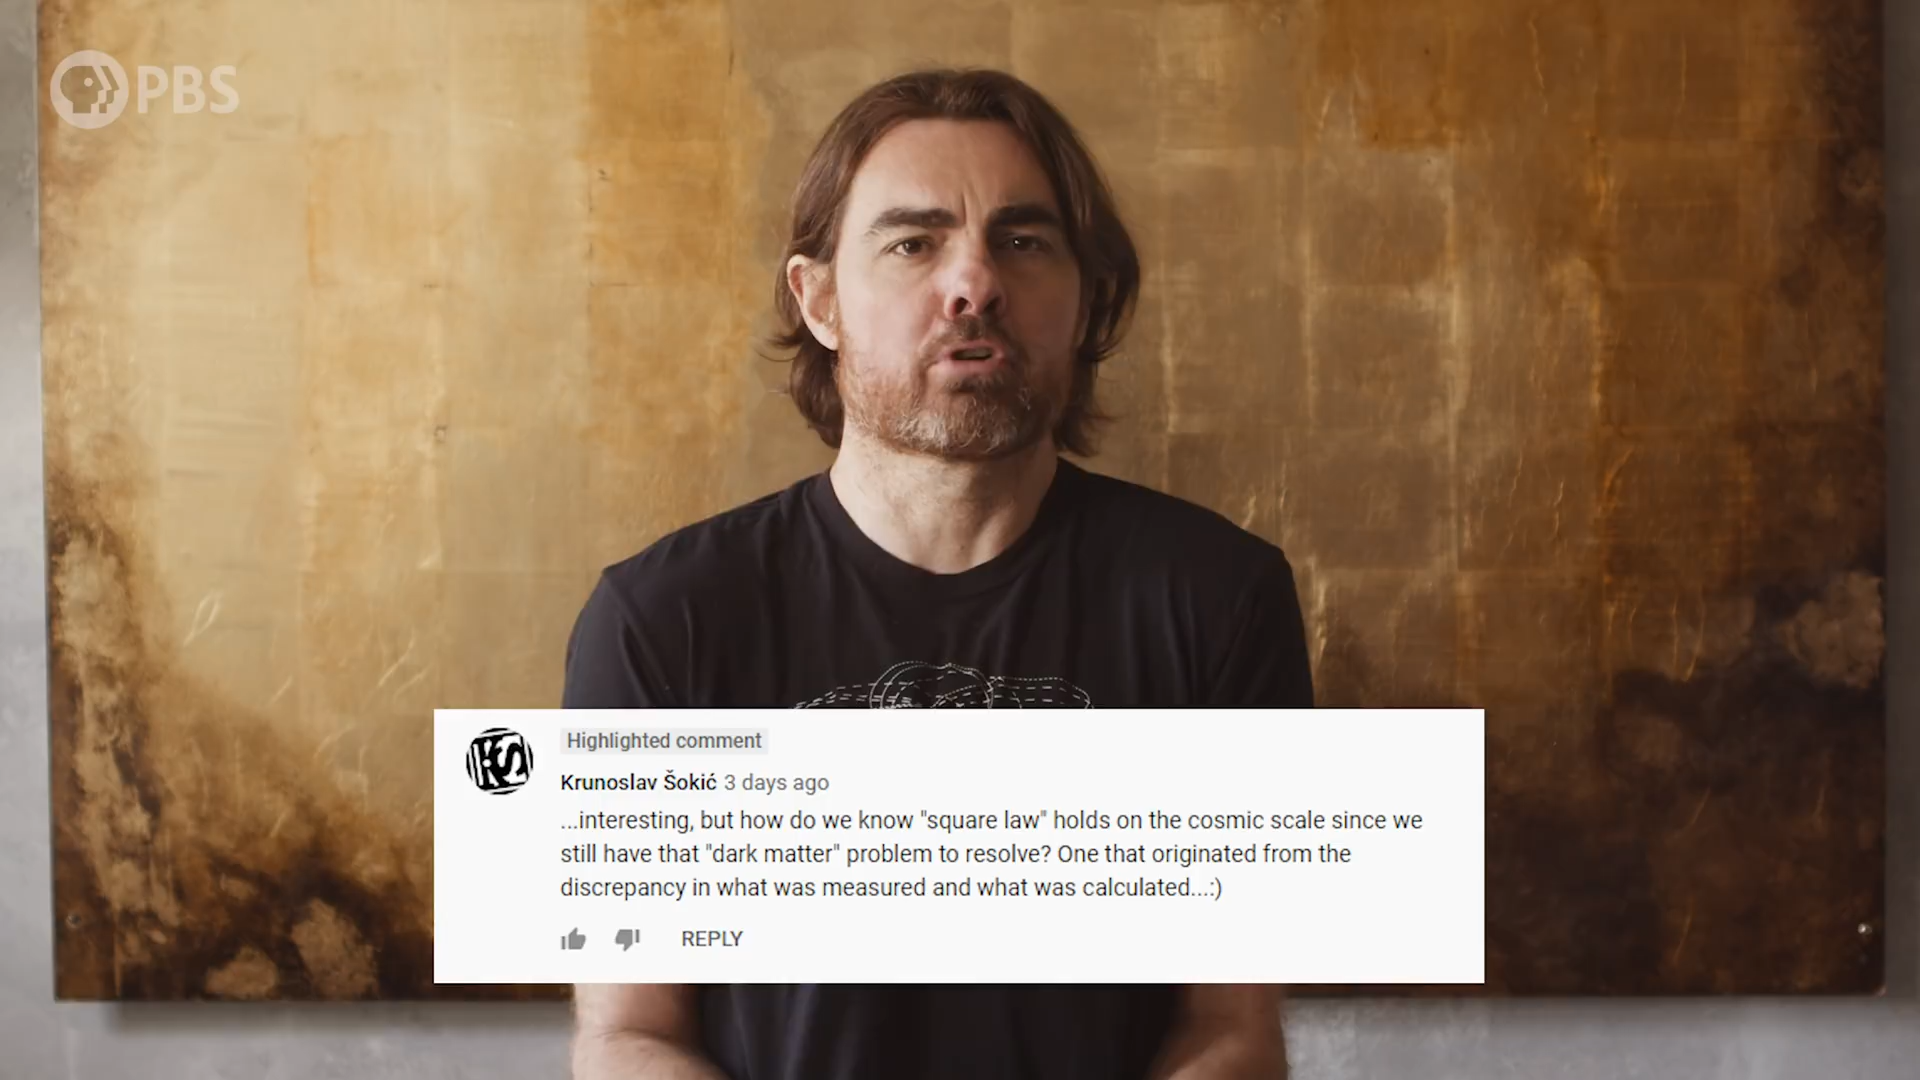 PBS
Highlighted comment
Krunoslav Šokić 3 days ago
...interesting, but how do we know "square law" holds on the cosmic scale since we
still have that "dark matter" problem to resolve? One that originated from the
discrepancy in what was measured and what was calculated...:)
REPLY